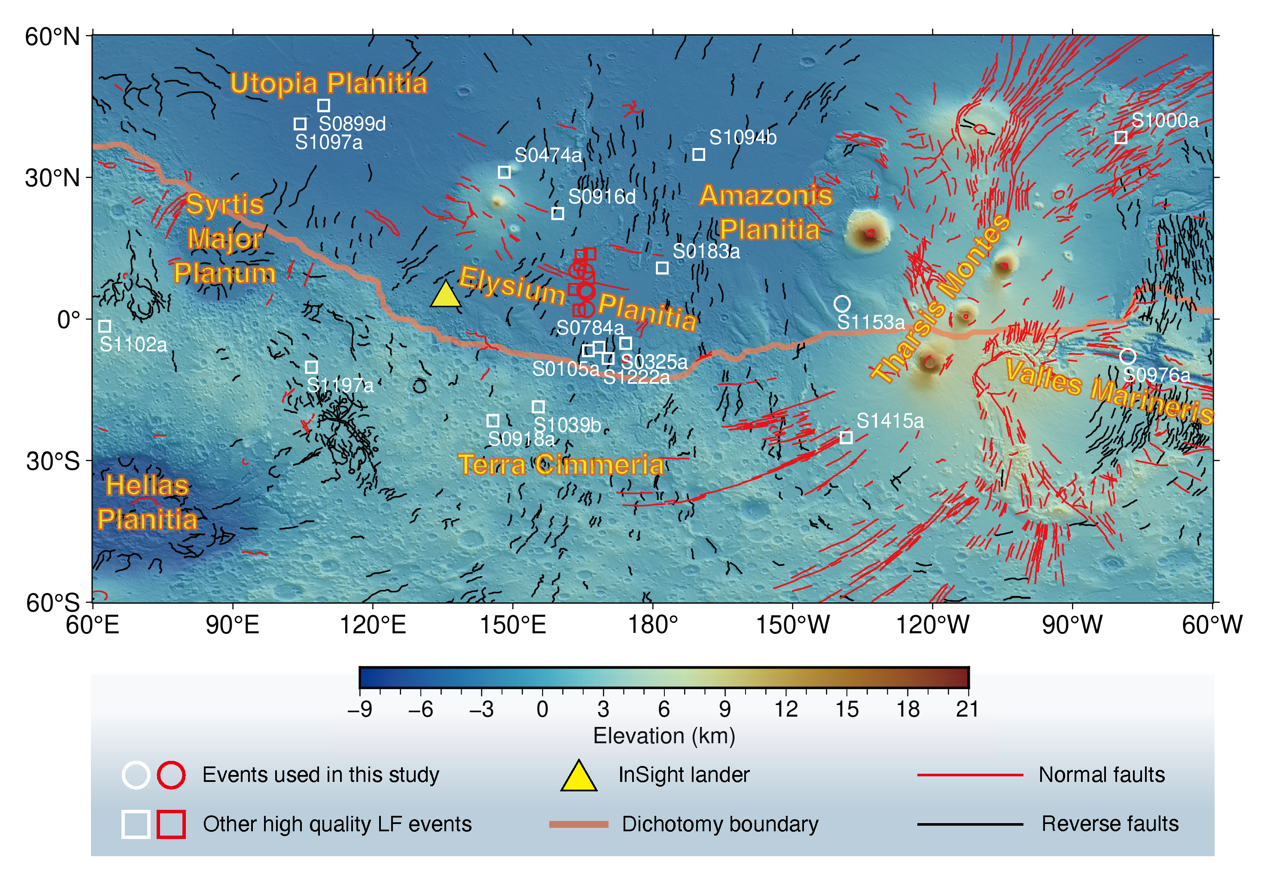 60°N
30°N
0°
30°S
60°S
Utopia Planitia
S0899d
S1097a
S0474a
S1094b
S1000a
S0916d
Syrtis
Major
Planum
Amazonis
Planitia
S0183a
Elysium Planitia
Tharsis Montes
S1153a
S0784a
S1102a
S0105a
S0325a
S1222a
S0976a
Valles Marineris
S1197a
S1039b
S0918a
S1415a
Terra Cimmeria
Hellas
Planitia
60°E 90°E 120°E 150°E 180° 150°W 120°W 90°W 60°W
−9 −6 −3 0 3 6 9 12 15 18 21
Elevation (km)
Events used in this study
InSight lander
Normal faults
Other high quality LF events
Dichotomy boundary
Reverse faults